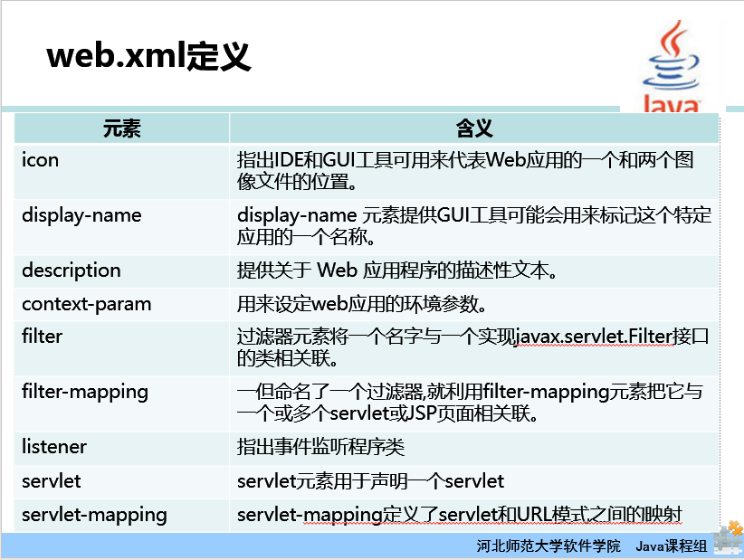 web.xml定义
Java
元素 含义
icon 指出IDE和GUI工具可用来代表Web应用的一个和两个图
像文件的位置。
display-name display-name 元素提供GUI工具可能会用来标记这个特定
应用的一个名称。
description 提供关于 Web 应用程序的描述性文本。
context-param 用来设定web应用的环境参数。
filter 过滤器元素将一个名字与一个实现javax.servlet.Filter接口
的类相关联。
filter-mapping 一但命名了一个过滤器,就利用filter-mapping元素把它与
一个或多个servlet或JSP页面相关联。
listener 指出事件监听程序类
servlet servlet元素用于声明一个servlet
servlet-mapping servlet-mapping定义了servlet和URL模式之间的映射
河北师范大学软件学院 Java课程组